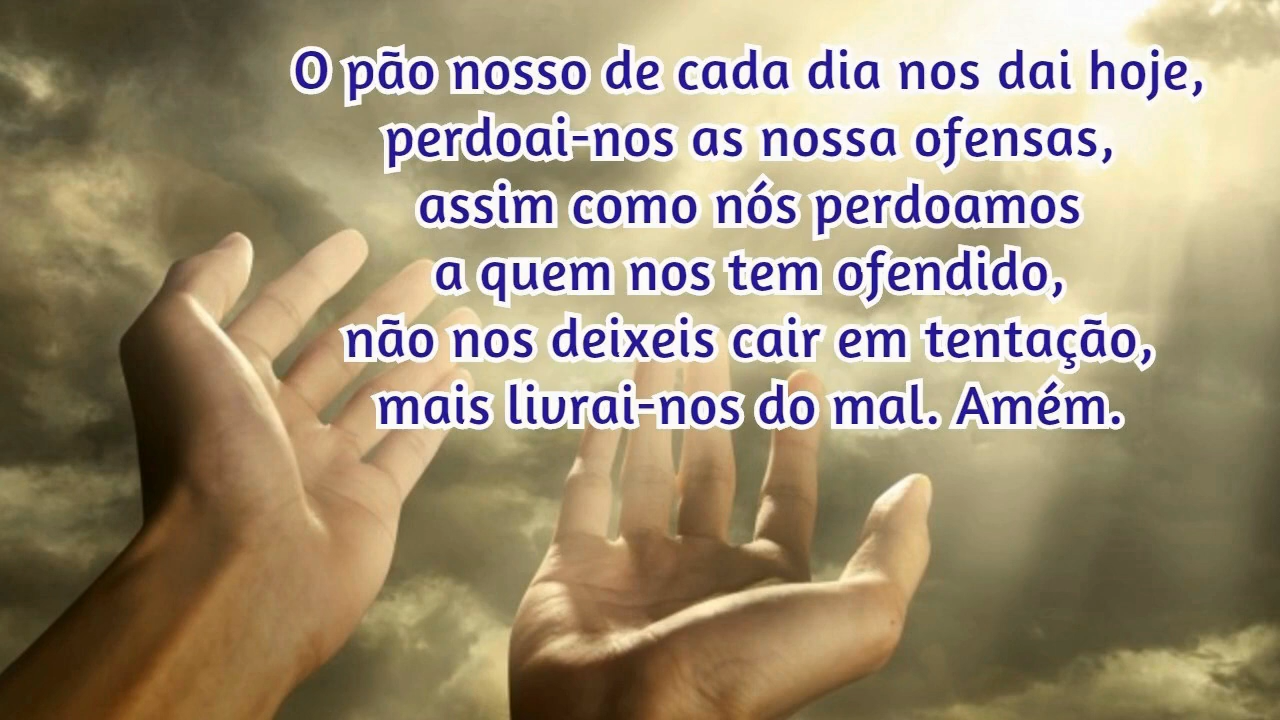 O pão nosso de cada dia nos dai hoje,
perdoai-nos as nossa ofensas,
assim como nós perdoamos
a quem nos tem ofendido,
não nos deixeis cair em tentação,
mais livrai-nos do mal. Amém.